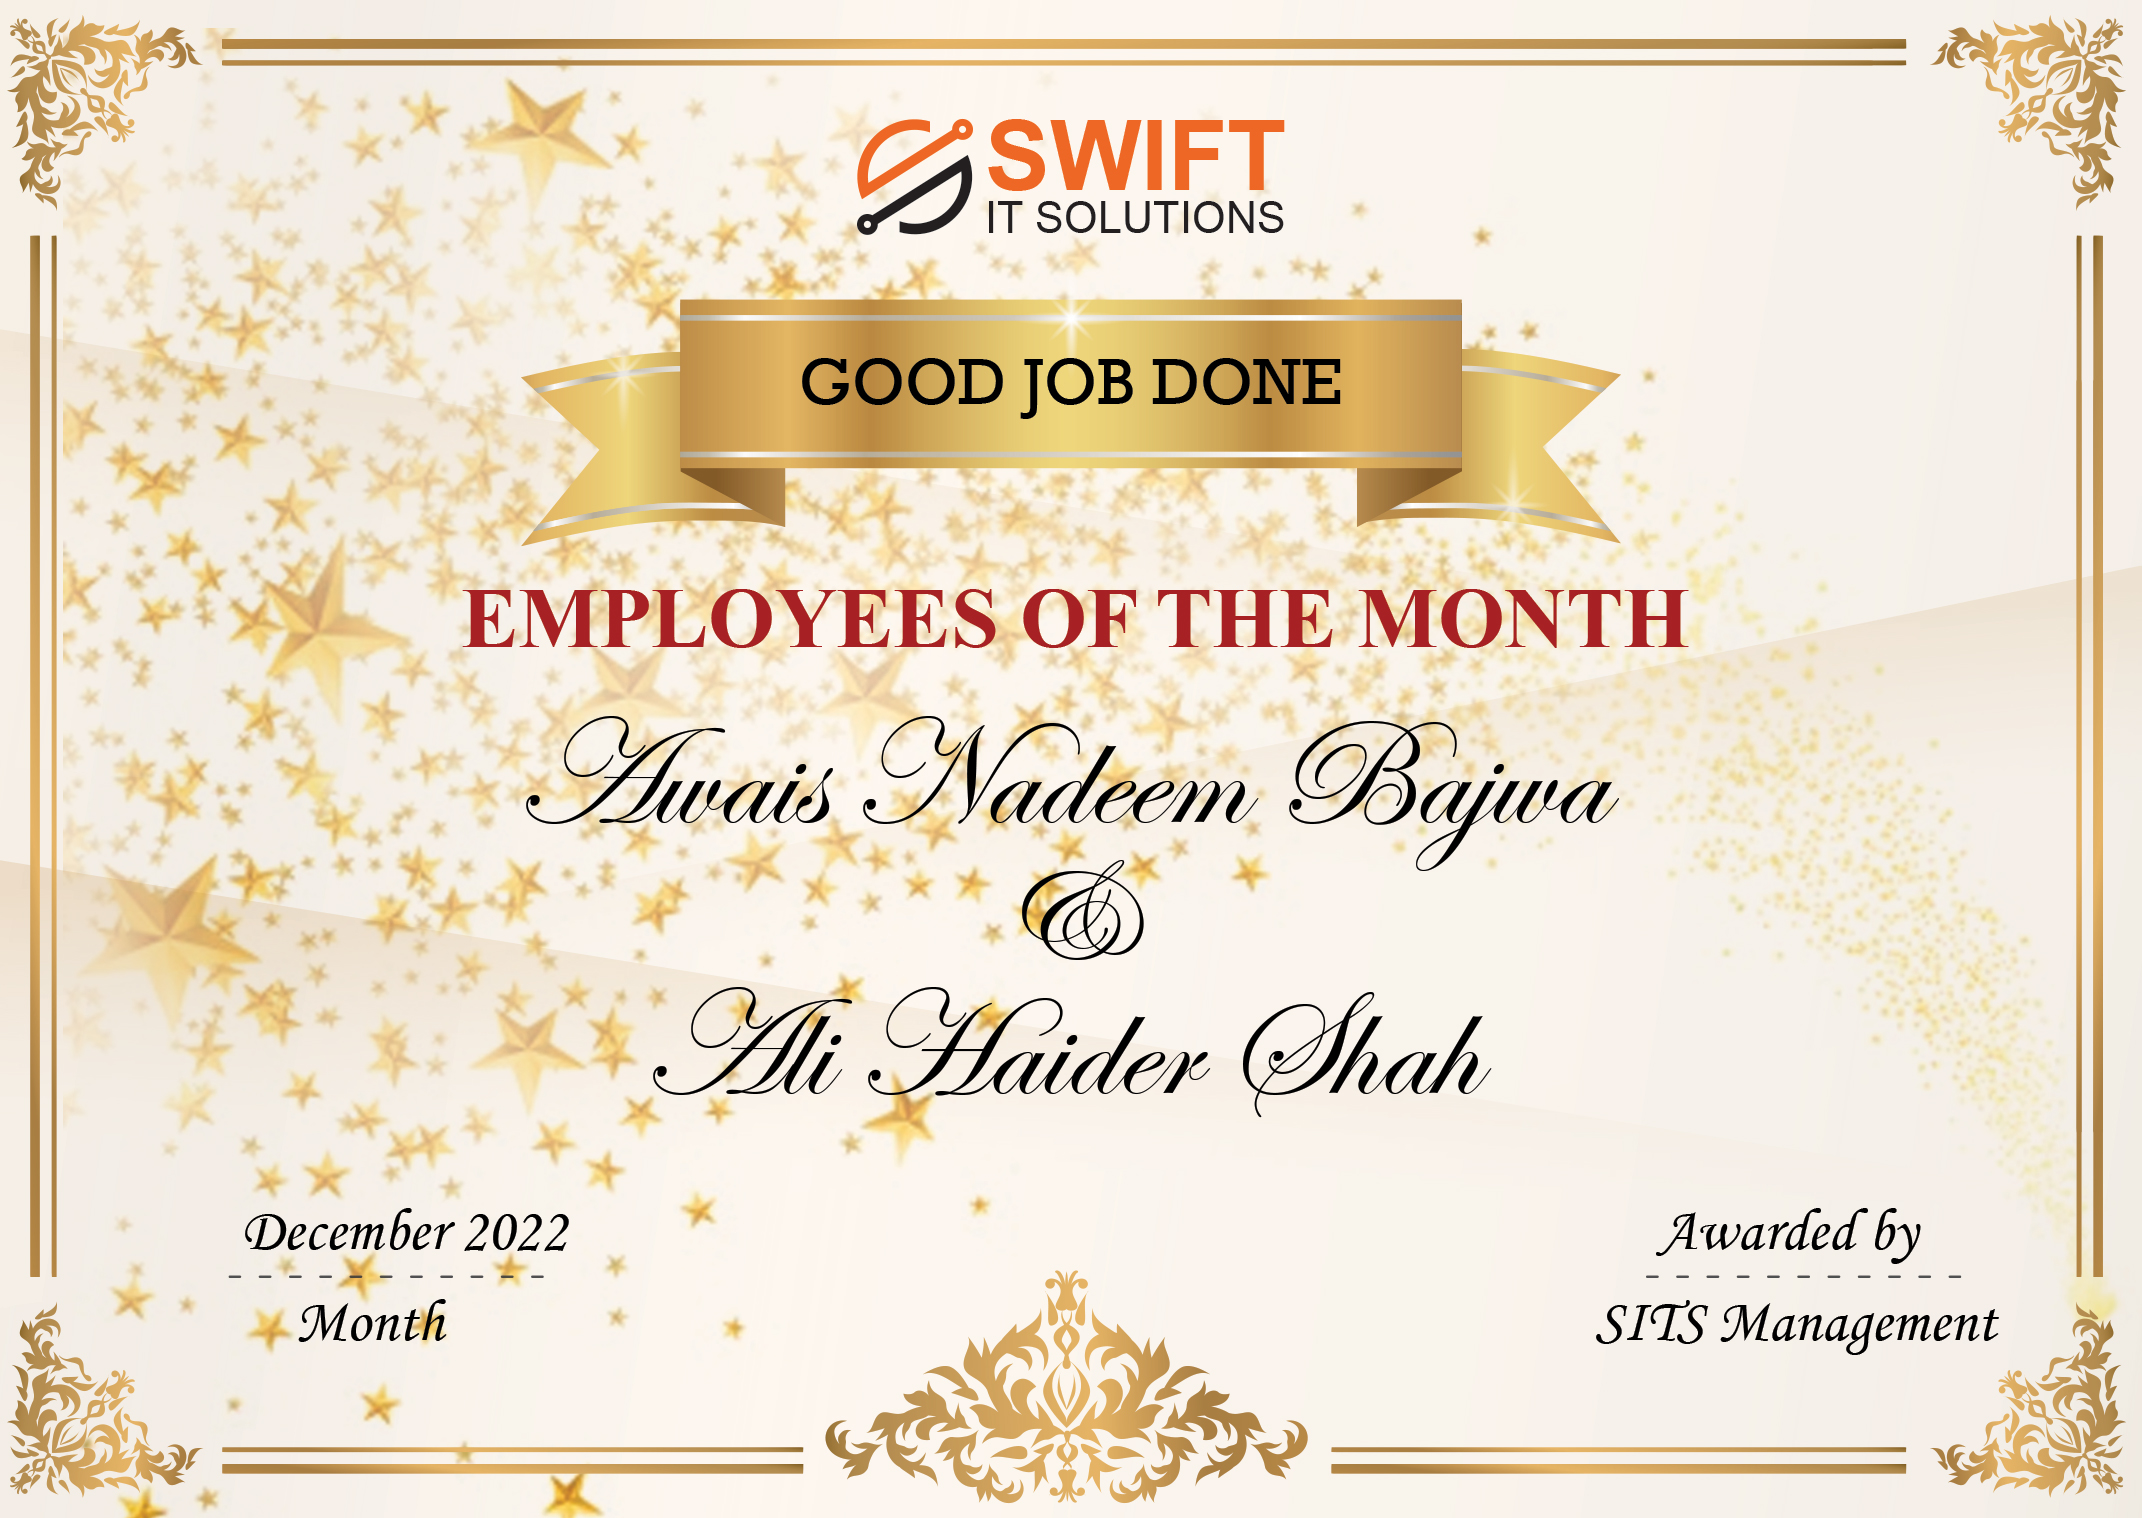 SWIFT
IT SOLUTIONS
GOOD JOB DONE
EMPLOYEES OF THE MONTH
Awais Nadeem Bajwa
&
Ali Haider Shah
December 2022
Month
Awarded by
SITS Management